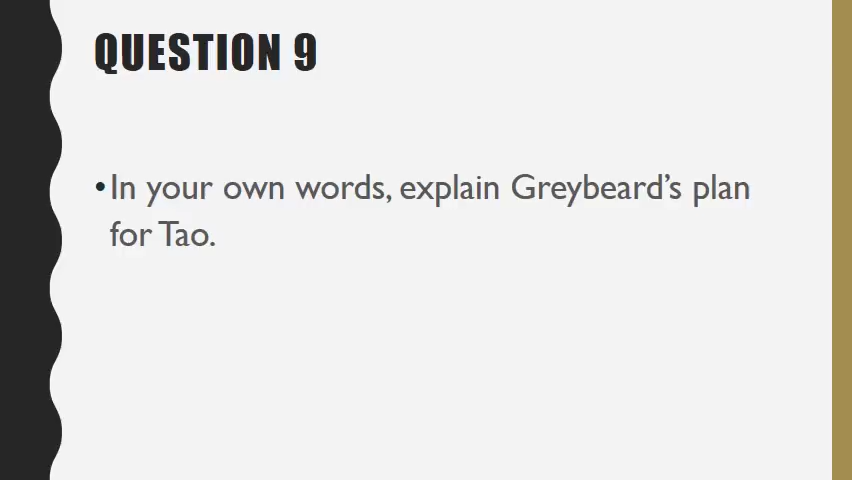 QUESTION 9
•In your own words, explain Greybeard’s plan
for Tao.